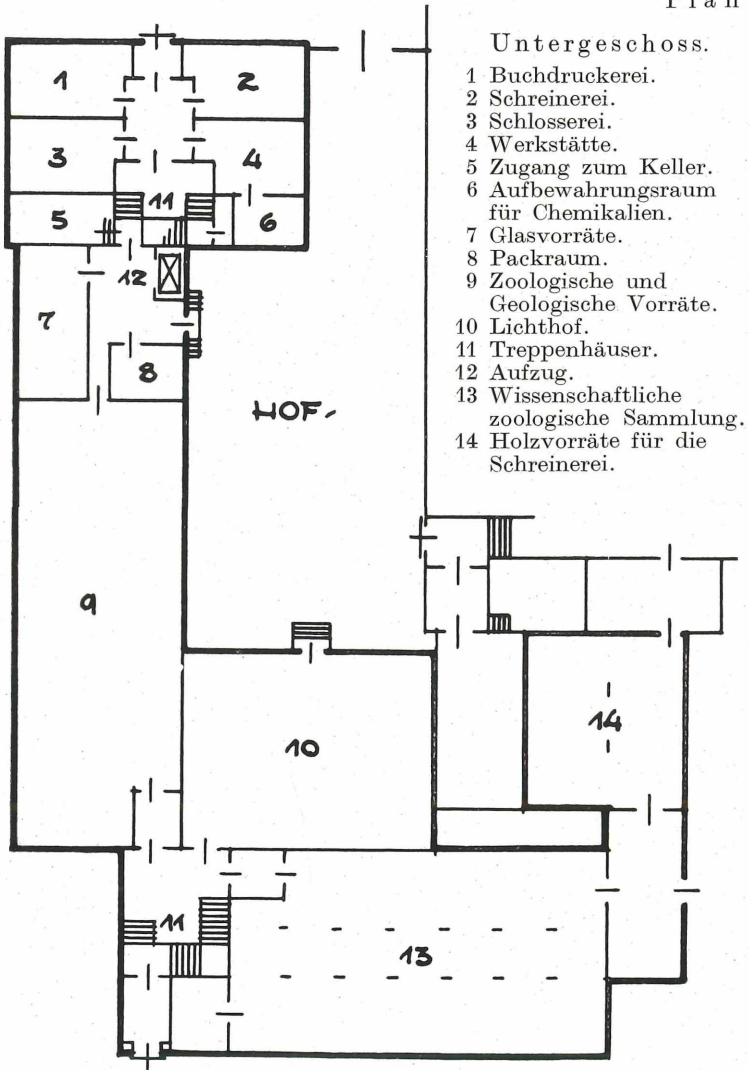 Plan
Untergeschoss.
1 Buchdruckerei.
2 Schreinerei.
3 Schlosserei.
4 Werkstätte.
5 Zugang zum Keller.
6 Aufbewahrungsraum
für Chemikalien.
7 Glasvorräte.
8 Packraum.
9 Zoologische und
Geologische Vorräte.
10 Lichthof.
11 Treppenhäuser.
12 Aufzug.
13 Wissenschaftliche
zoologische Sammlung.
14 Holzvorräte für die
Schreinerei.
1
2
3
4
5
11
6
12
7
8
HOF
9
10
14
11
13